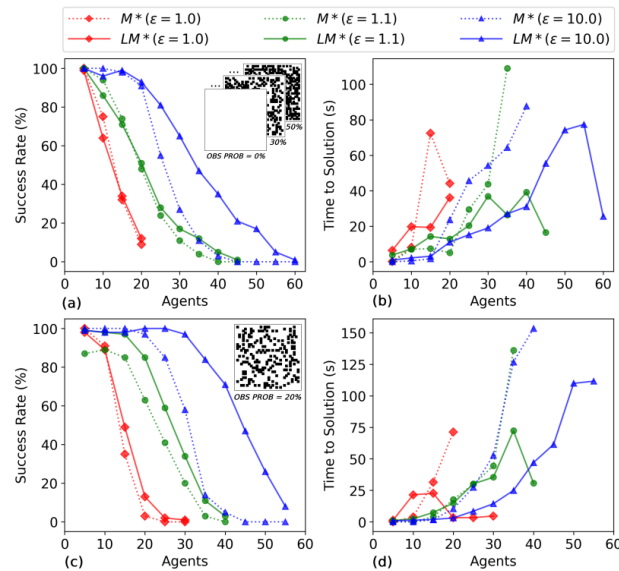 M*(ε = 1.0) M*(ε = 1.1) M*(ε = 10.0)
LM*(ε = 1.0) LM*(ε = 1.1) LM*(ε = 10.0)
Success Rate (%)
100
80
60
40
20
0
0 10 20 30 40 50 60
Agents
(a)
OBS PROB = 0%
30%
50%
Time to Solution (s)
100
80
60
40
20
0
0 10 20 30 40 50 60
Agents
(b)
Success Rate (%)
100
80
60
40
20
0
0 10 20 30 40 50 60
Agents
(c)
OBS PROB = 20%
Time to Solution (s)
150
125
100
75
50
25
0
0 10 20 30 40 50 60
Agents
(d)